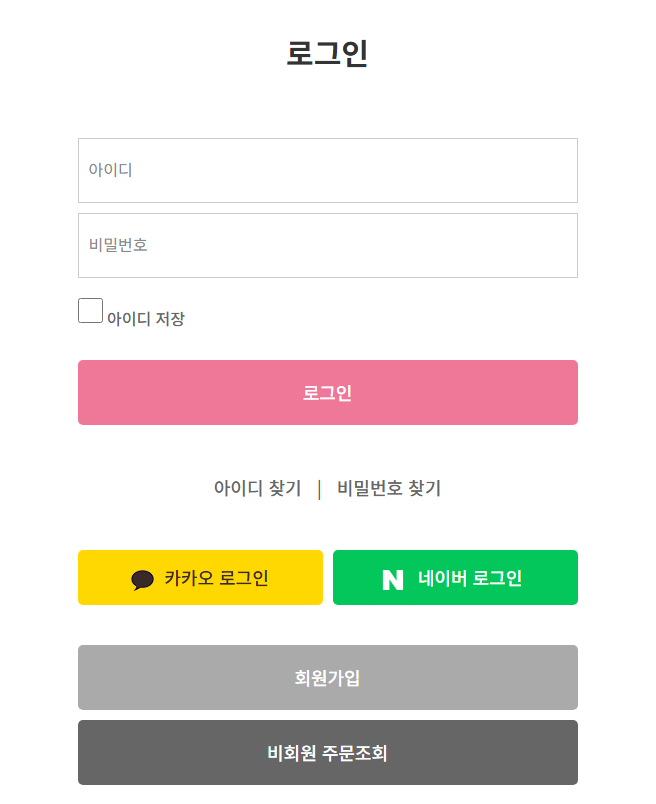 로그인
아이디
비밀번호
아이디 저장
로그인
아이디 찾기 | 비밀번호 찾기
카카오 로그인
N 네이버 로그인
회원가입
비회원 주문조회